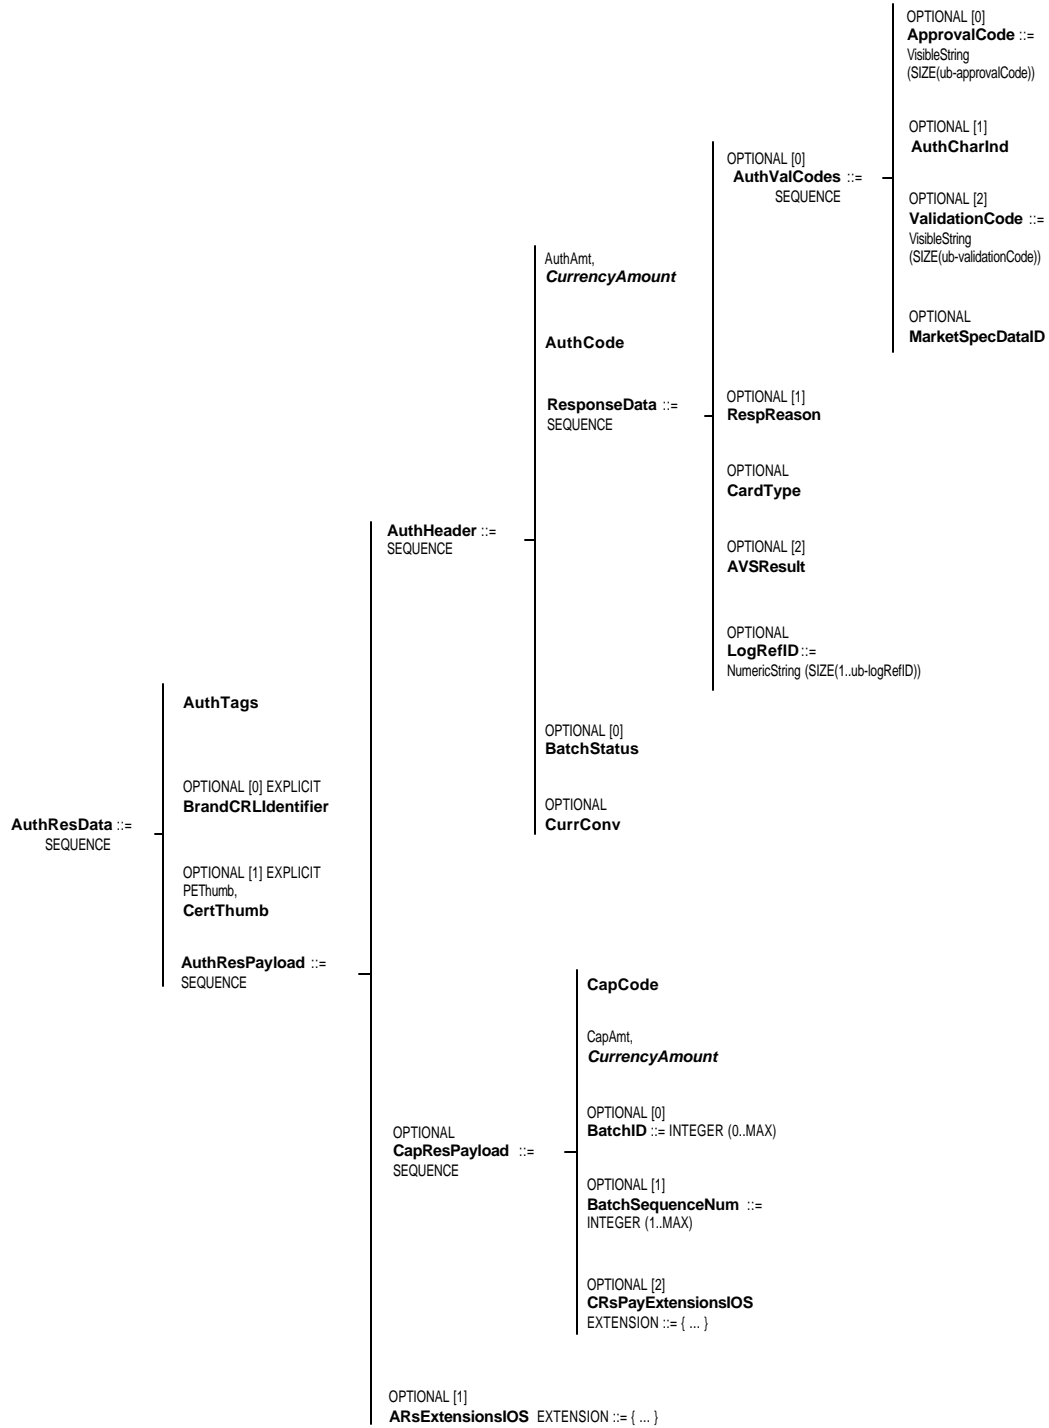 OPTIONAL [0]
ApprovalCode ::=
VisibleString
(SIZE(ub-approvalCode))
OPTIONAL [1]
AuthCharInd
OPTIONAL [0]
AuthValCodes ::=
SEQUENCE
OPTIONAL [2]
ValidationCode ::=
VisibleString
(SIZE(ub-validationCode))
OPTIONAL
MarketSpecDataID
AuthAmt,
CurrencyAmount
AuthCode
ResponseData ::=
SEQUENCE
OPTIONAL [1]
RespReason
OPTIONAL
CardType
OPTIONAL [2]
AVSResult
OPTIONAL
LogRefID ::=
NumericString (SIZE(1..ub-logRefID))
AuthHeader ::=
SEQUENCE
OPTIONAL [0]
BatchStatus
OPTIONAL
CurrConv
AuthTags
OPTIONAL [0] EXPLICIT
BrandCRLIdentifier
AuthResData ::=
SEQUENCE
OPTIONAL [1] EXPLICIT
PEThumb,
CertThumb
AuthResPayload ::=
SEQUENCE
CapCode
CapAmt,
CurrencyAmount
OPTIONAL [0]
BatchID ::= INTEGER (0..MAX)
OPTIONAL
CapResPayload ::=
SEQUENCE
OPTIONAL [1]
BatchSequenceNum ::=
INTEGER (1..MAX)
OPTIONAL [2]
CRsPayExtensionsIOS
EXTENSION ::= { ... }
OPTIONAL [1]
ARsExtensionsIOS EXTENSION ::= { ... }